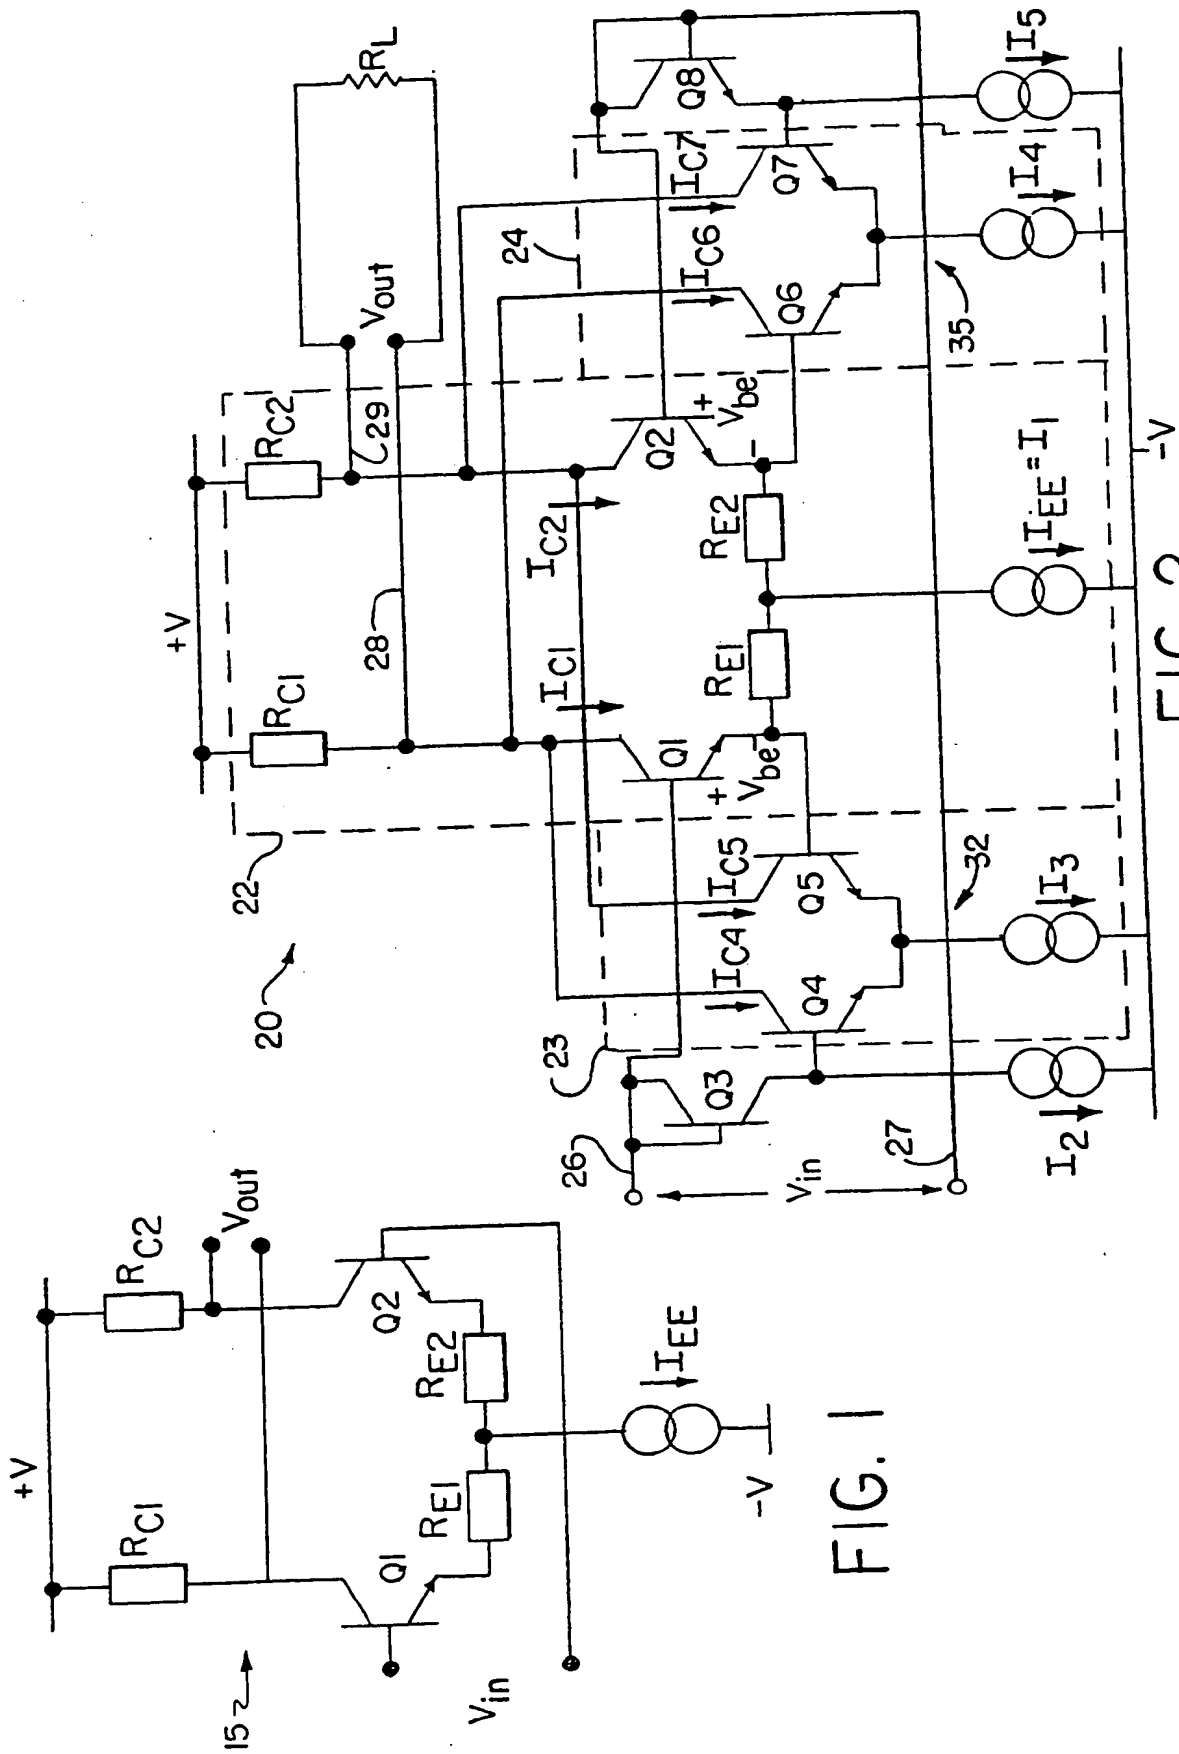 15
+V
RC1
RC2
Vout
Vin
Q1
Q2
RE1
RE2
IEE
-V
FIG. 1
20
22
+V
RC1
RC2
28
29
Vout
RL
IC1
IC2
23
24
26
Q3
IC4
IC5
Q4
Q5
Q1
+
Vbe
-
RE1
RE2
Q2
+
Vbe
-
IC6
IC7
Q6
Q7
Q8
Vin
27
32
35
I2
I3
IEE=I1
I4
I5
-V